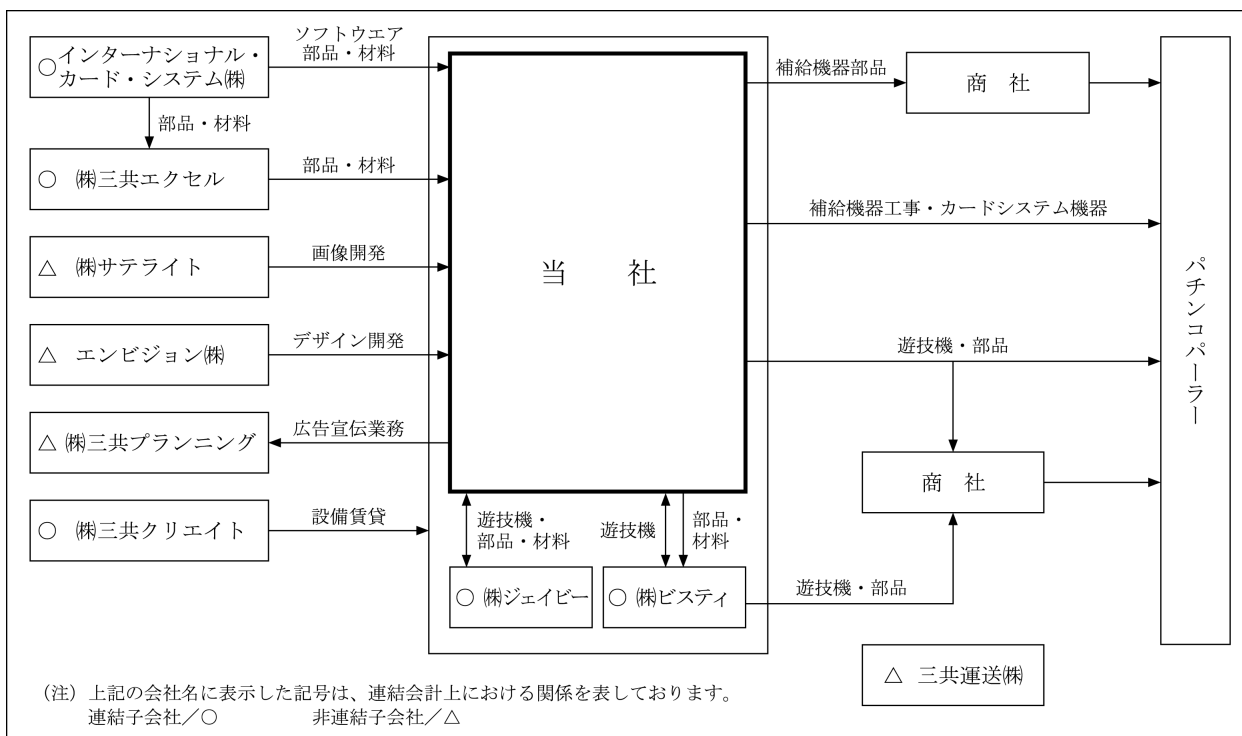 ○インターナショナル・
カード・システム㈱
ソフトウエア
部品・材料
部品・材料
○ ㈱三共エクセル
部品・材料
△ ㈱サテライト
画像開発
△ エンビジョン㈱
デザイン開発
△ ㈱三共プランニング
広告宣伝業務
○ ㈱三共クリエイト
設備賃貸
当 社
遊技機・
部品・材料
遊技機
部品・
材料
○ ㈱ジェイビー
○ ㈱ビスティ
補給機器部品
商 社
補給機器工事・カードシステム機器
遊技機・部品
商 社
遊技機・部品
パチンコパーラー
△ 三共運送㈱
(注) 上記の会社名に表示した記号は、連結会計上における関係を表しております。
連結子会社／○ 非連結子会社／△